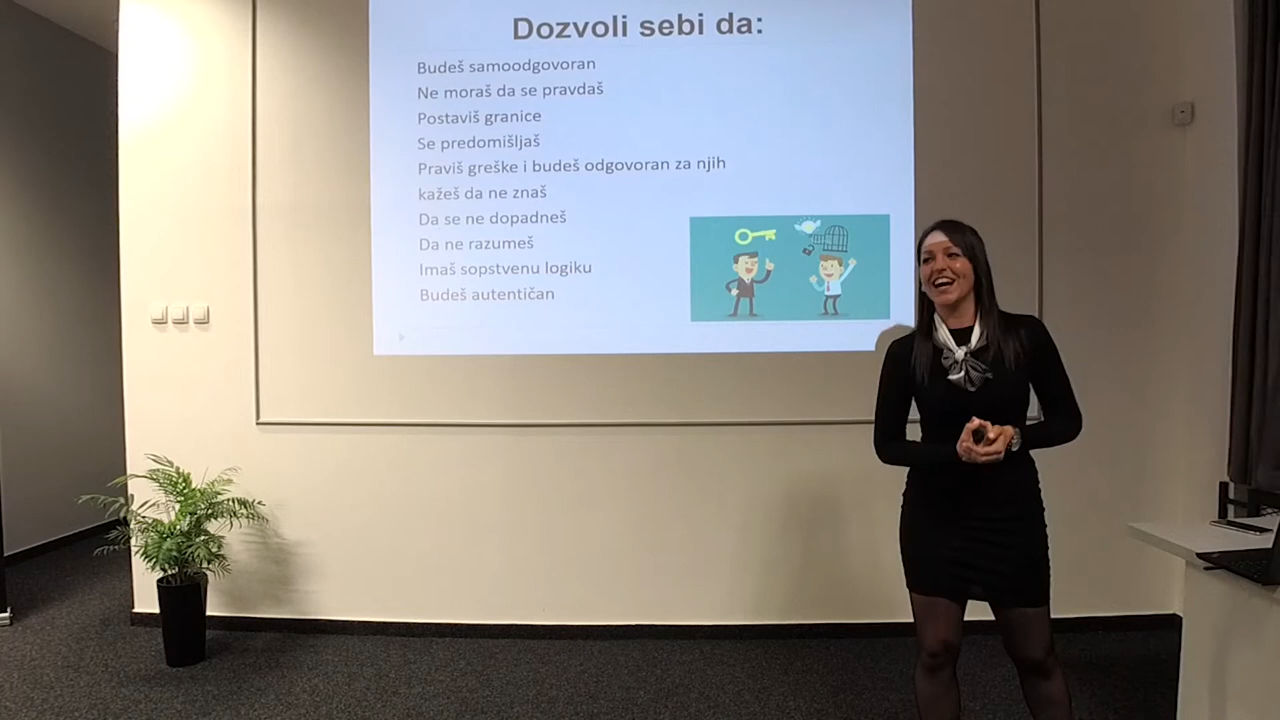 Dozvoli sebi da:
Budeš samoodgovoran
Ne moraš da se pravdaš
Postaviš granice
Se predomišljaš
Praviš greške i budeš odgovoran za njih
kažeš da ne znaš
Da se ne dopadneš
Da ne razumeš
Imaš sopstvenu logiku
Budeš autentičan